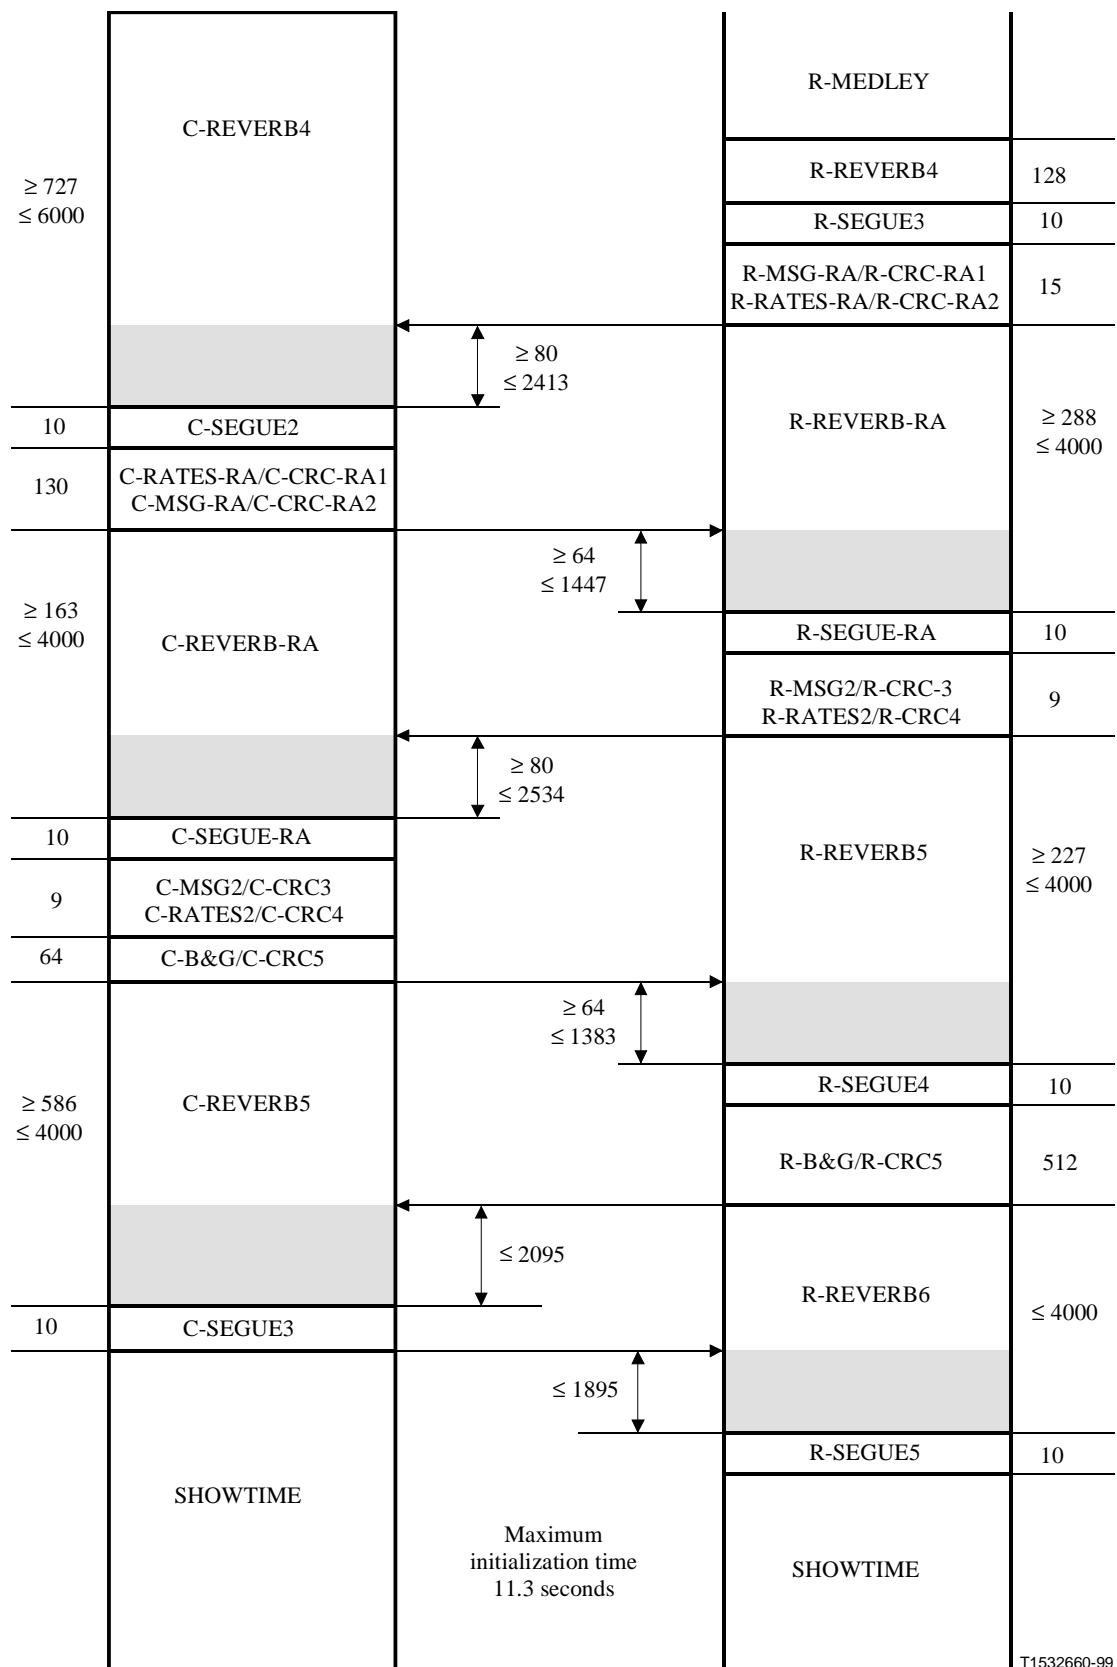 R-MEDLEY
C-REVERB4
R-REVERB4
128
≥ 727
≤ 6000
R-SEGUE3
10
R-MSG-RA/R-CRC-RA1
R-RATES-RA/R-CRC-RA2
15
≥ 80
≤ 2413
10
C-SEGUE2
R-REVERB-RA
≥ 288
≤ 4000
130
C-RATES-RA/C-CRC-RA1
C-MSG-RA/C-CRC-RA2
≥ 64
≤ 1447
≥ 163
≤ 4000
C-REVERB-RA
R-SEGUE-RA
10
R-MSG2/R-CRC-3
R-RATES2/R-CRC4
9
≥ 80
≤ 2534
10
C-SEGUE-RA
R-REVERB5
≥ 227
≤ 4000
9
C-MSG2/C-CRC3
C-RATES2/C-CRC4
64
C-B&G/C-CRC5
≥ 64
≤ 1383
R-SEGUE4
10
≥ 586
≤ 4000
C-REVERB5
R-B&G/R-CRC5
512
≤ 2095
R-REVERB6
≤ 4000
10
C-SEGUE3
≤ 1895
R-SEGUE5
10
SHOWTIME
Maximum
initialization time
11.3 seconds
SHOWTIME
T1532660-99